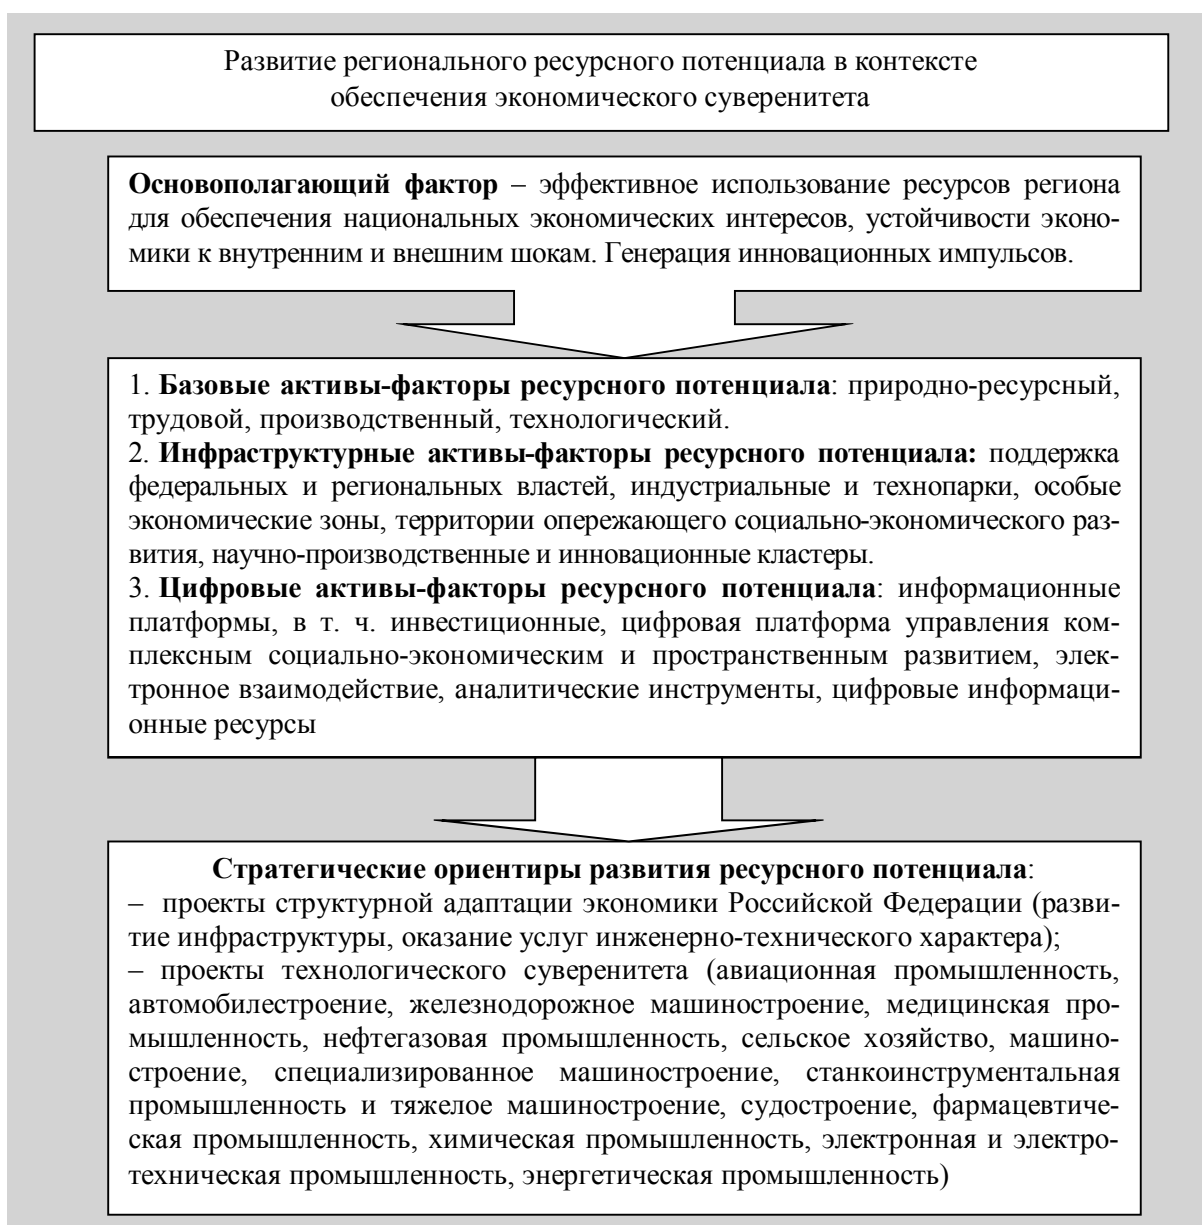 Развитие регионального ресурсного потенциала в контексте
обеспечения экономического суверенитета
Основополагающий фактор – эффективное использование ресурсов региона
для обеспечения национальных экономических интересов, устойчивости эконо-
мики к внутренним и внешним шокам. Генерация инновационных импульсов.
1. Базовые активы-факторы ресурсного потенциала: природно-ресурсный,
трудовой, производственный, технологический.
2. Инфраструктурные активы-факторы ресурсного потенциала: поддержка
федеральных и региональных властей, индустриальные и технопарки, особые
экономические зоны, территории опережающего социально-экономического раз-
вития, научно-производственные и инновационные кластеры.
3. Цифровые активы-факторы ресурсного потенциала: информационные
платформы, в т. ч. инвестиционные, цифровая платформа управления ком-
плексным социально-экономическим и пространственным развитием, элек-
тронное взаимодействие, аналитические инструменты, цифровые информаци-
онные ресурсы
Стратегические ориентиры развития ресурсного потенциала:
– проекты структурной адаптации экономики Российской Федерации (разви-
тие инфраструктуры, оказание услуг инженерно-технического характера);
– проекты технологического суверенитета (авиационная промышленность,
автомобилестроение, железнодорожное машиностроение, медицинская про-
мышленность, нефтегазовая промышленность, сельское хозяйство, машино-
строение, специализированное машиностроение, станкоинструментальная
промышленность и тяжелое машиностроение, судостроение, фармацевтиче-
ская промышленность, химическая промышленность, электронная и электро-
техническая промышленность, энергетическая промышленность)